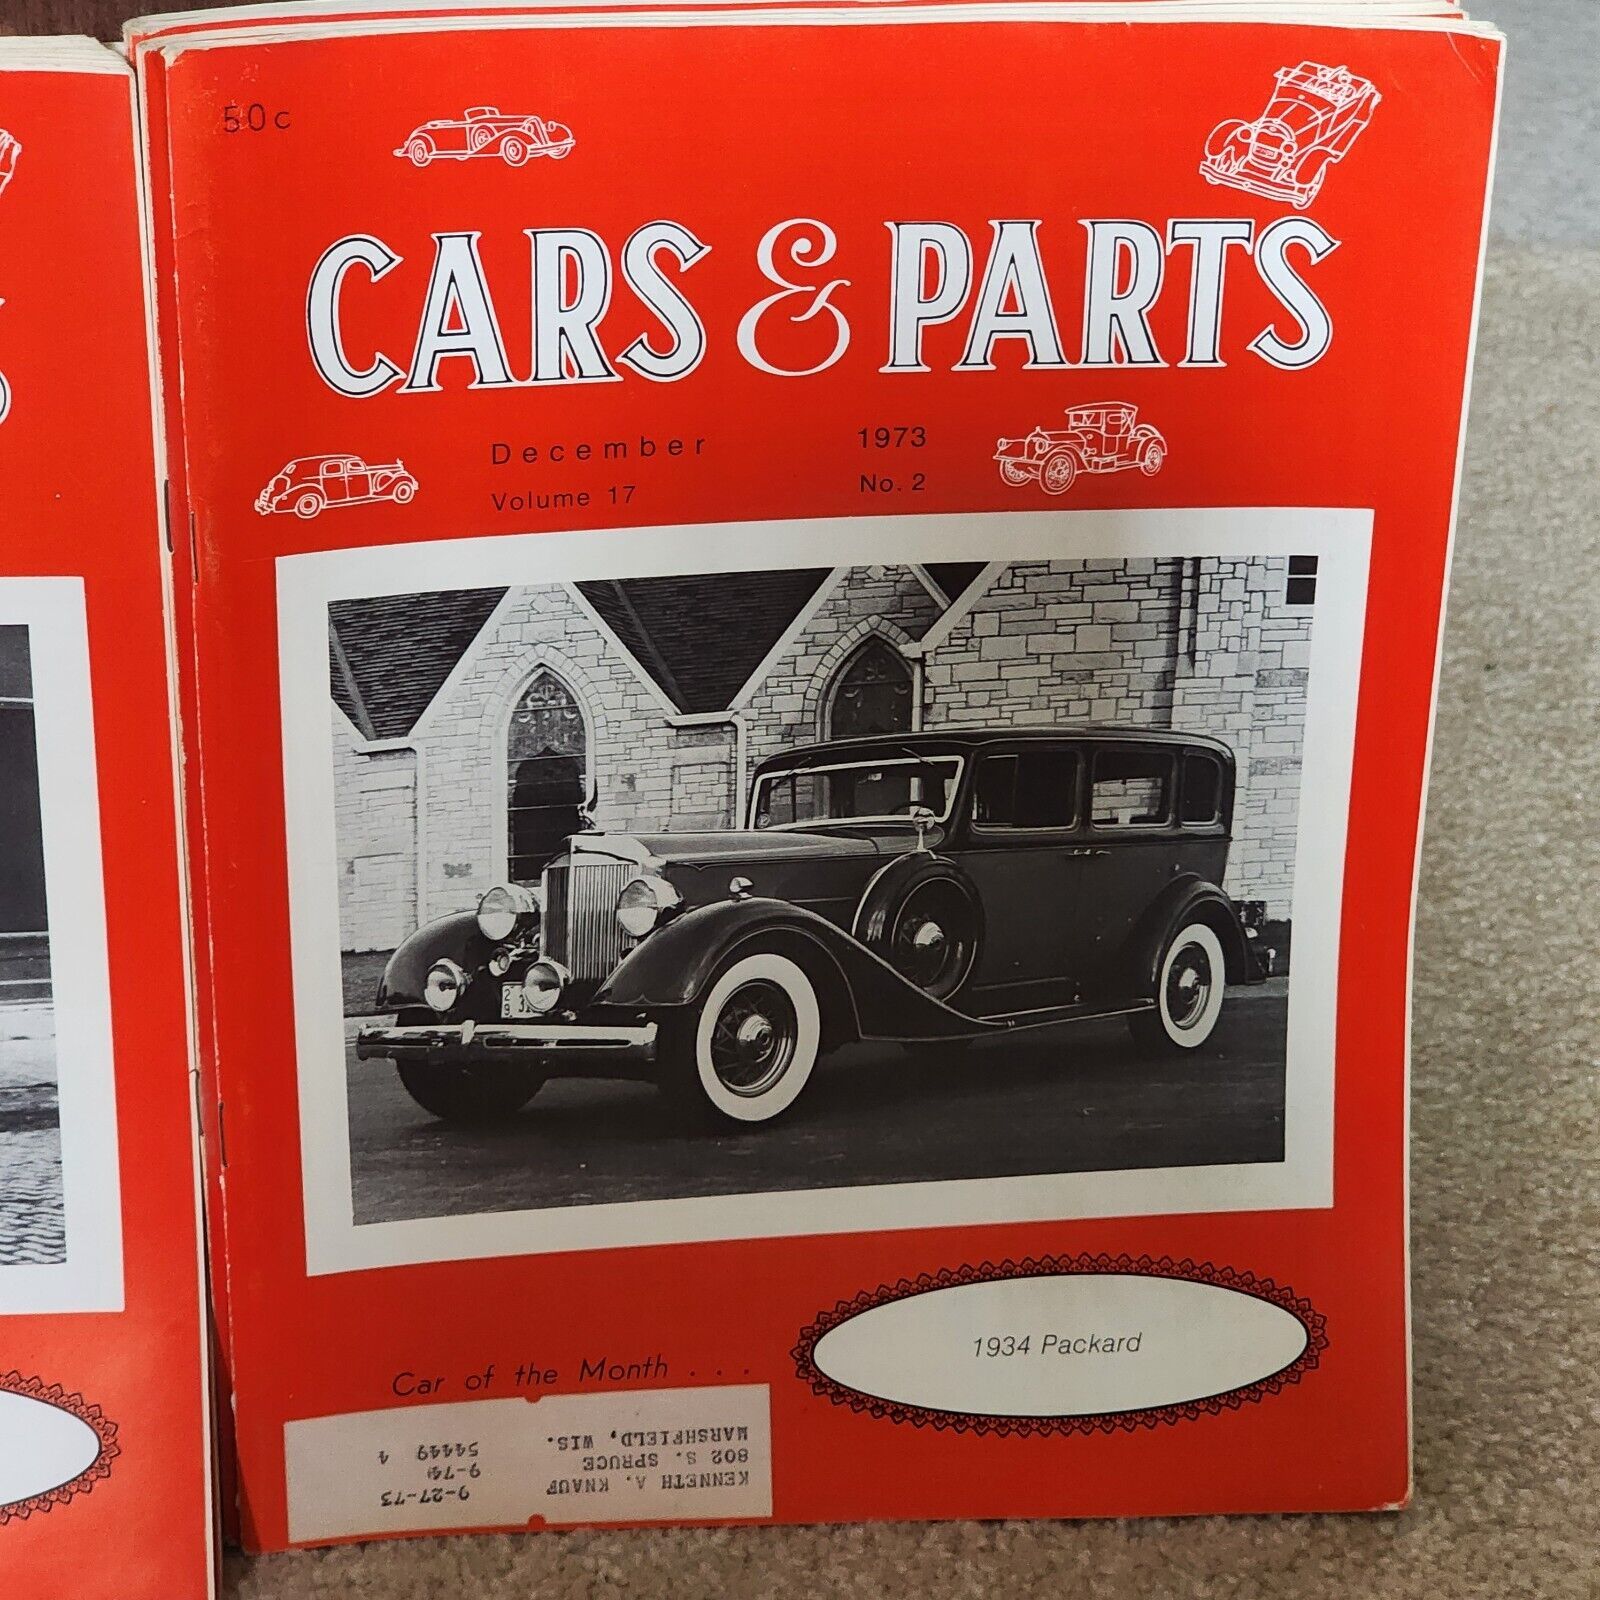 50c
CARS & PARTS
December 1973
Volume 17 No. 2
1934 Packard
Car of the Month . . .
KENNETH A. KNAUF 9-27-73
802 S. SPRUCE 9-74
MARSHFIELD, WIS. 54449 4